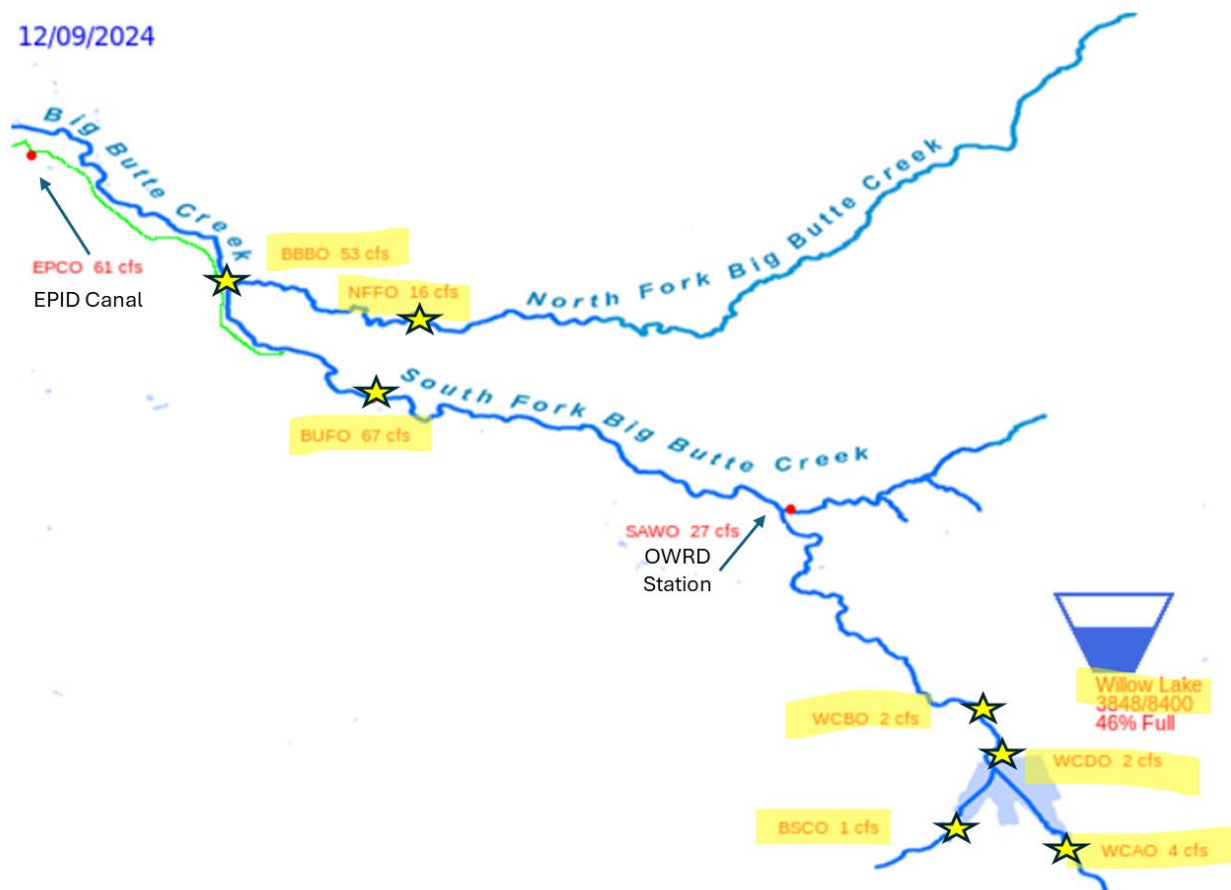 12/09/2024
Big Butte Creek
EPCO 61 cfs
EPID Canal
BBBO 53 cfs
NFFO 16 cfs
North Fork Big Butte Creek
BUFO 67 cfs
South Fork Big Butte Creek
SAWO 27 cfs
OWRD
Station
Willow Lake
3848/8400
46% Full
WCBO 2 cfs
WCDO 2 cfs
BSCO 1 cfs
WCAO 4 cfs